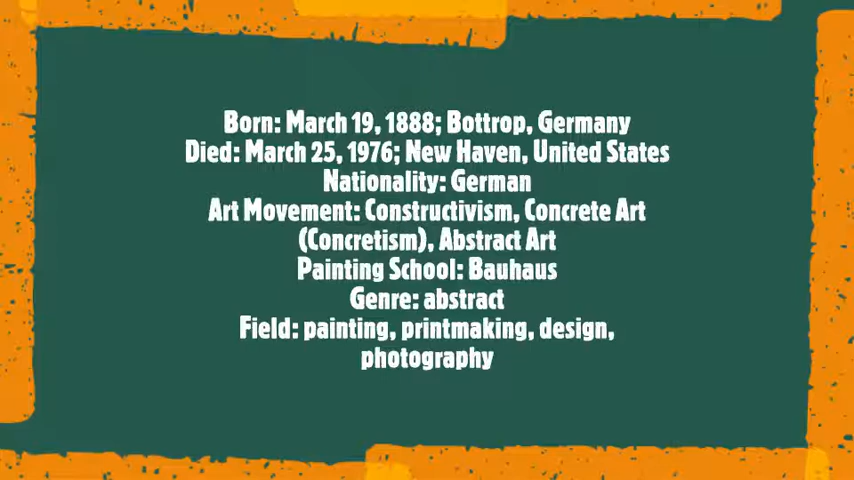 Born: March 19, 1888; Bottrop, Germany
Died: March 25, 1976; New Haven, United States
Nationality: German
Art Movement: Constructivism, Concrete Art
(Concretism), Abstract Art
Painting School: Bauhaus
Genre: abstract
Field: painting, printmaking, design,
photography